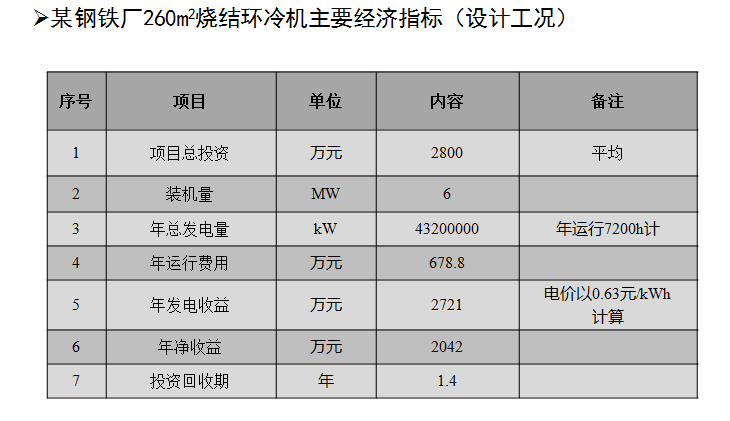 ➢某钢铁厂260m²烧结环冷机主要经济指标（设计工况）
序号 项目 单位 内容 备注
1 项目总投资 万元 2800 平均
2 装机量 MW 6
3 年总发电量 kW 43200000 年运行7200h计
4 年运行费用 万元 678.8
5 年发电收益 万元 2721 电价以0.63元/kWh
计算
6 年净收益 万元 2042
7 投资回收期 年 1.4